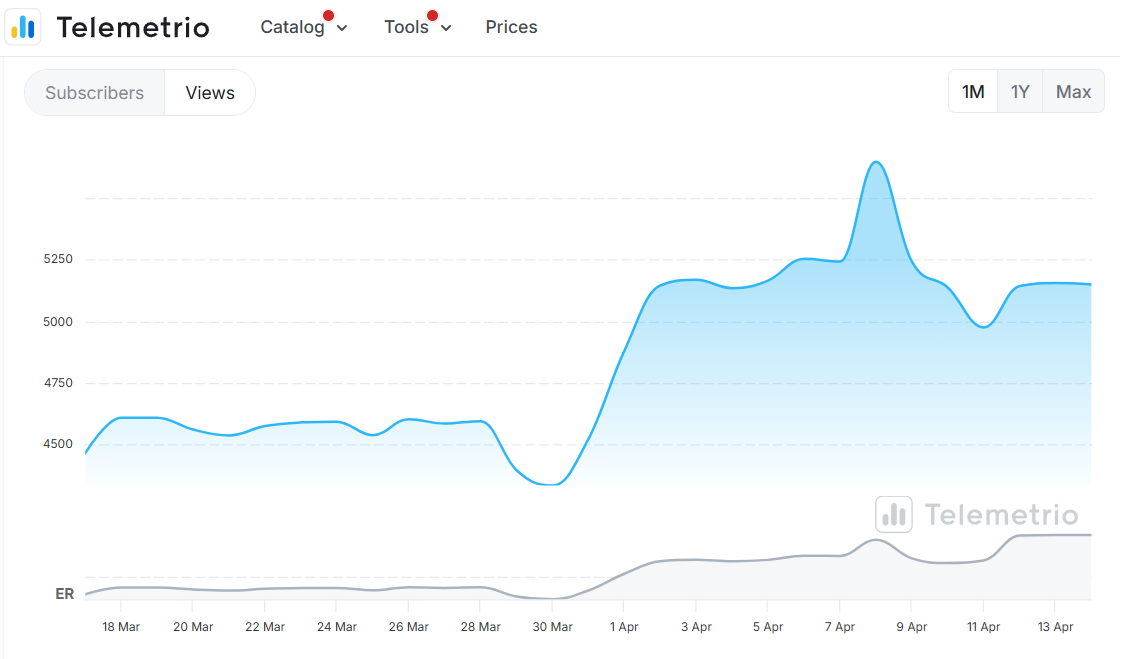 Telemetrio Catalog Tools Prices
Subscribers Views 1M 1Y Max
5250
5000
4750
4500
Telemetrio
ER
18 Mar 20 Mar 22 Mar 24 Mar 26 Mar 28 Mar 30 Mar 1 Apr 3 Apr 5 Apr 7 Apr 9 Apr 11 Apr 13 Apr